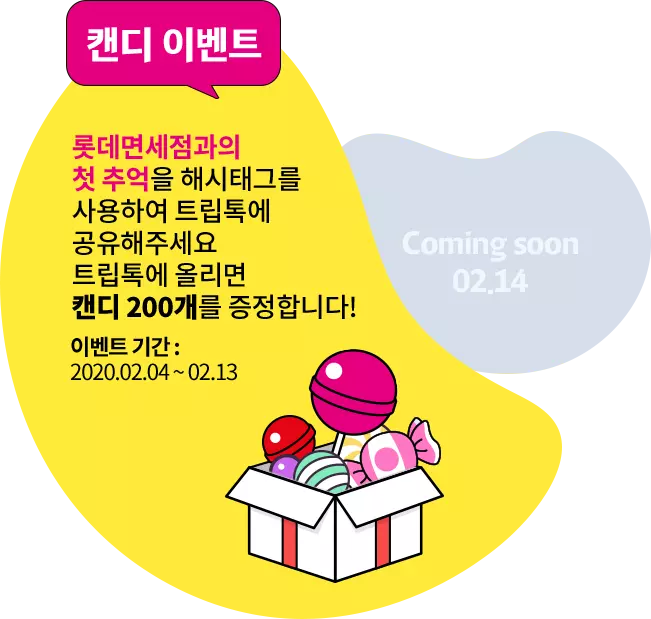 캔디 이벤트
롯데면세점과의
첫 추억을 해시태그를
사용하여 트립톡에
공유해주세요
트립톡에 올리면
캔디 200개를 증정합니다!
이벤트 기간 :
2020.02.04 ~ 02.13
Coming soon
02.14